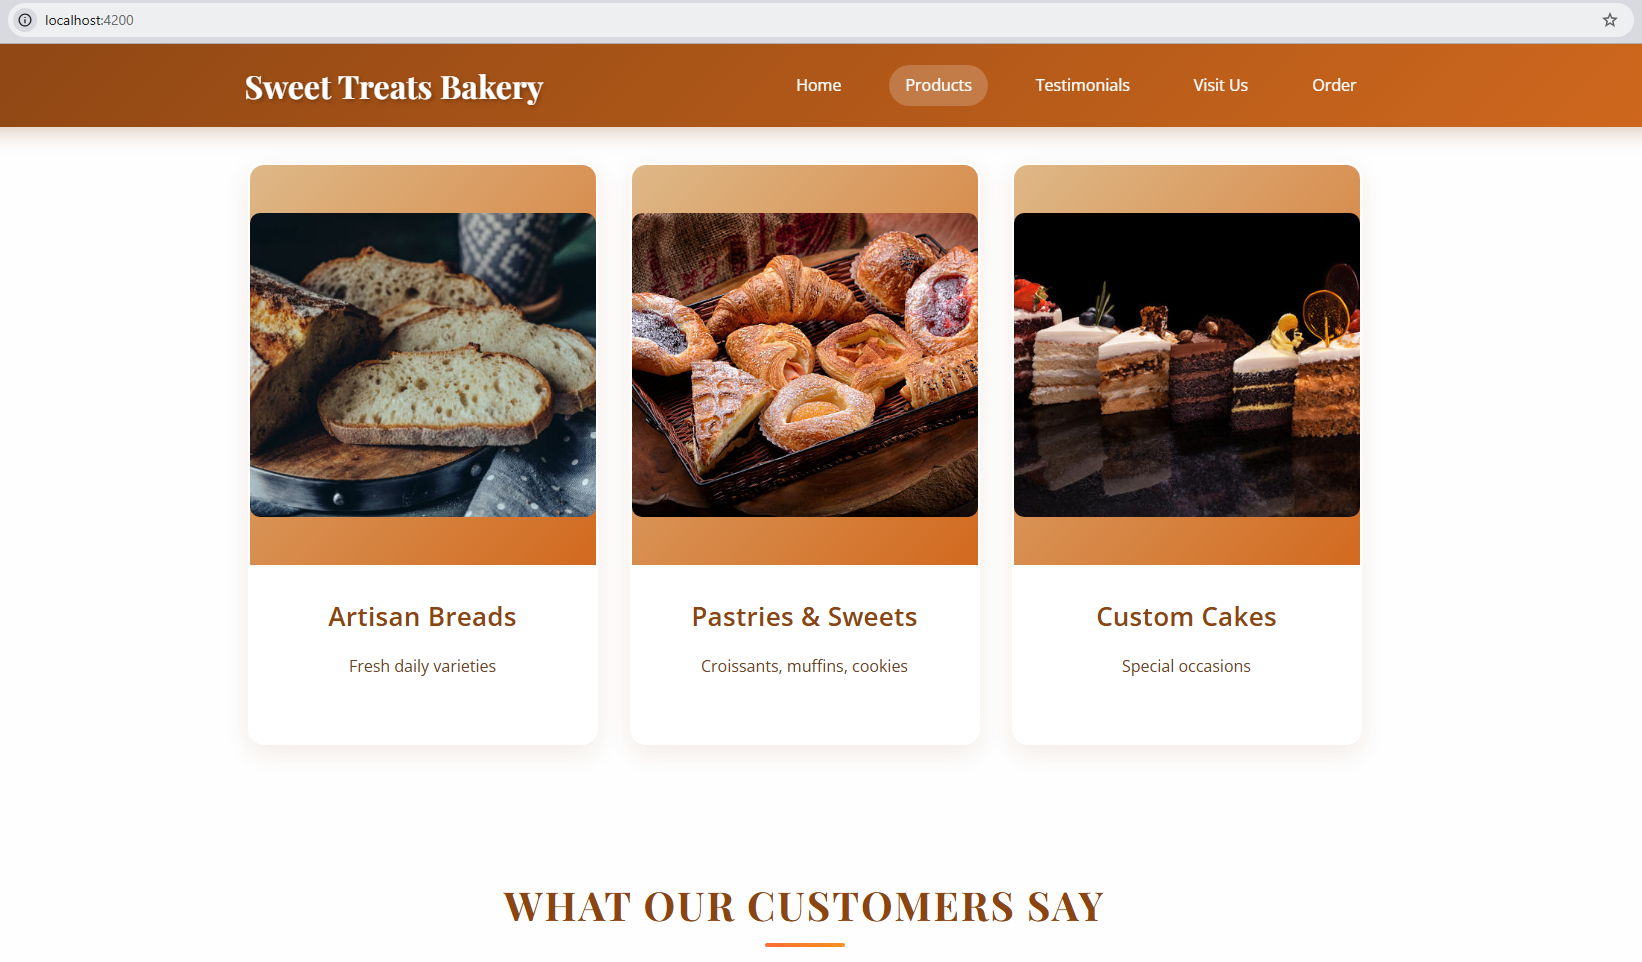 localhost:4200
Sweet Treats Bakery
Home Products Testimonials Visit Us Order
Artisan Breads
Fresh daily varieties
Pastries & Sweets
Croissants, muffins, cookies
Custom Cakes
Special occasions
WHAT OUR CUSTOMERS SAY